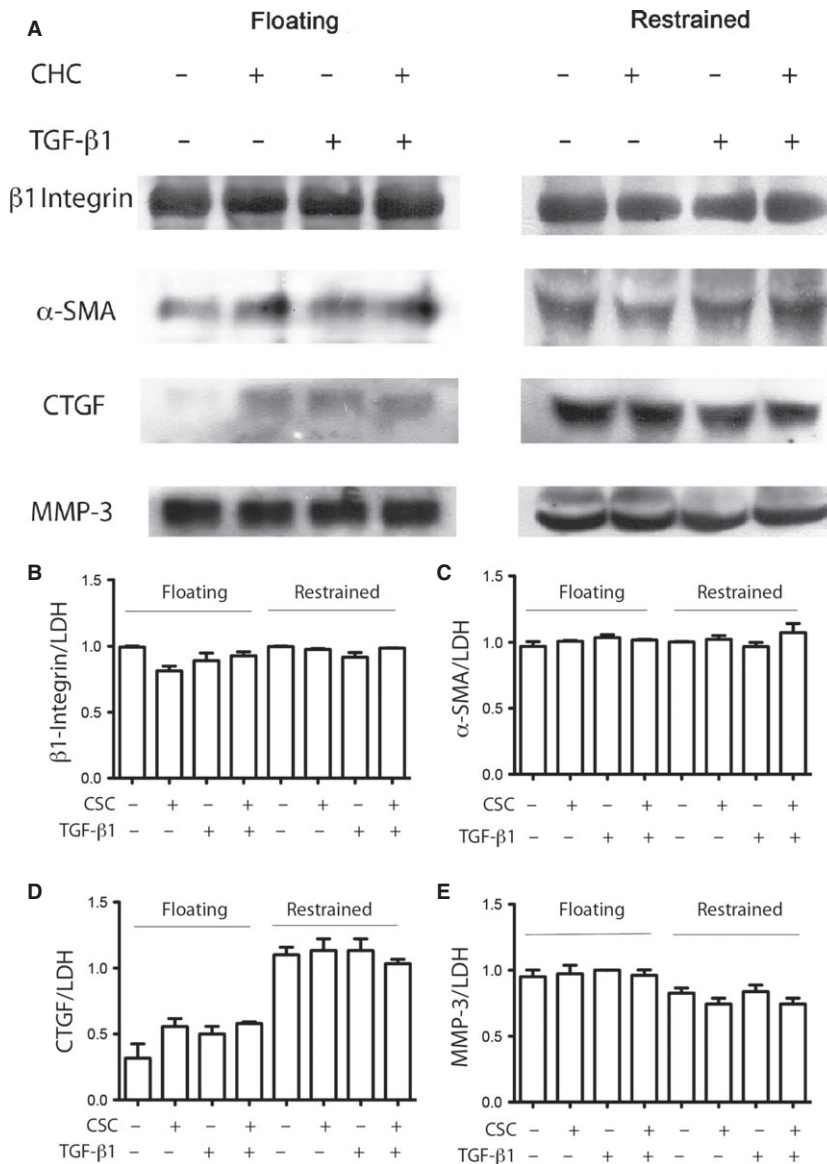 A
Floating Restrained
CHC – + – + – + – +
TGF-β1 – – + + – – + +
β1 Integrin
α-SMA
CTGF
MMP-3
B
1.5
1.0
0.5
0.0
β1-Integrin/LDH
Floating Restrained
CSC – + – + – + – +
TGF-β1 – – + + – – + +
C
1.5
1.0
0.5
0.0
α-SMA/LDH
Floating Restrained
CSC – + – + – + – +
TGF-β1 – – + + – – + +
D
1.5
1.0
0.5
0.0
CTGF/LDH
Floating Restrained
CSC – + – + – + – +
TGF-β1 – – + + – – + +
E
1.5
1.0
0.5
0.0
MMP-3/LDH
Floating Restrained
CSC – + – + – + – +
TGF-β1 – – + + – – + +